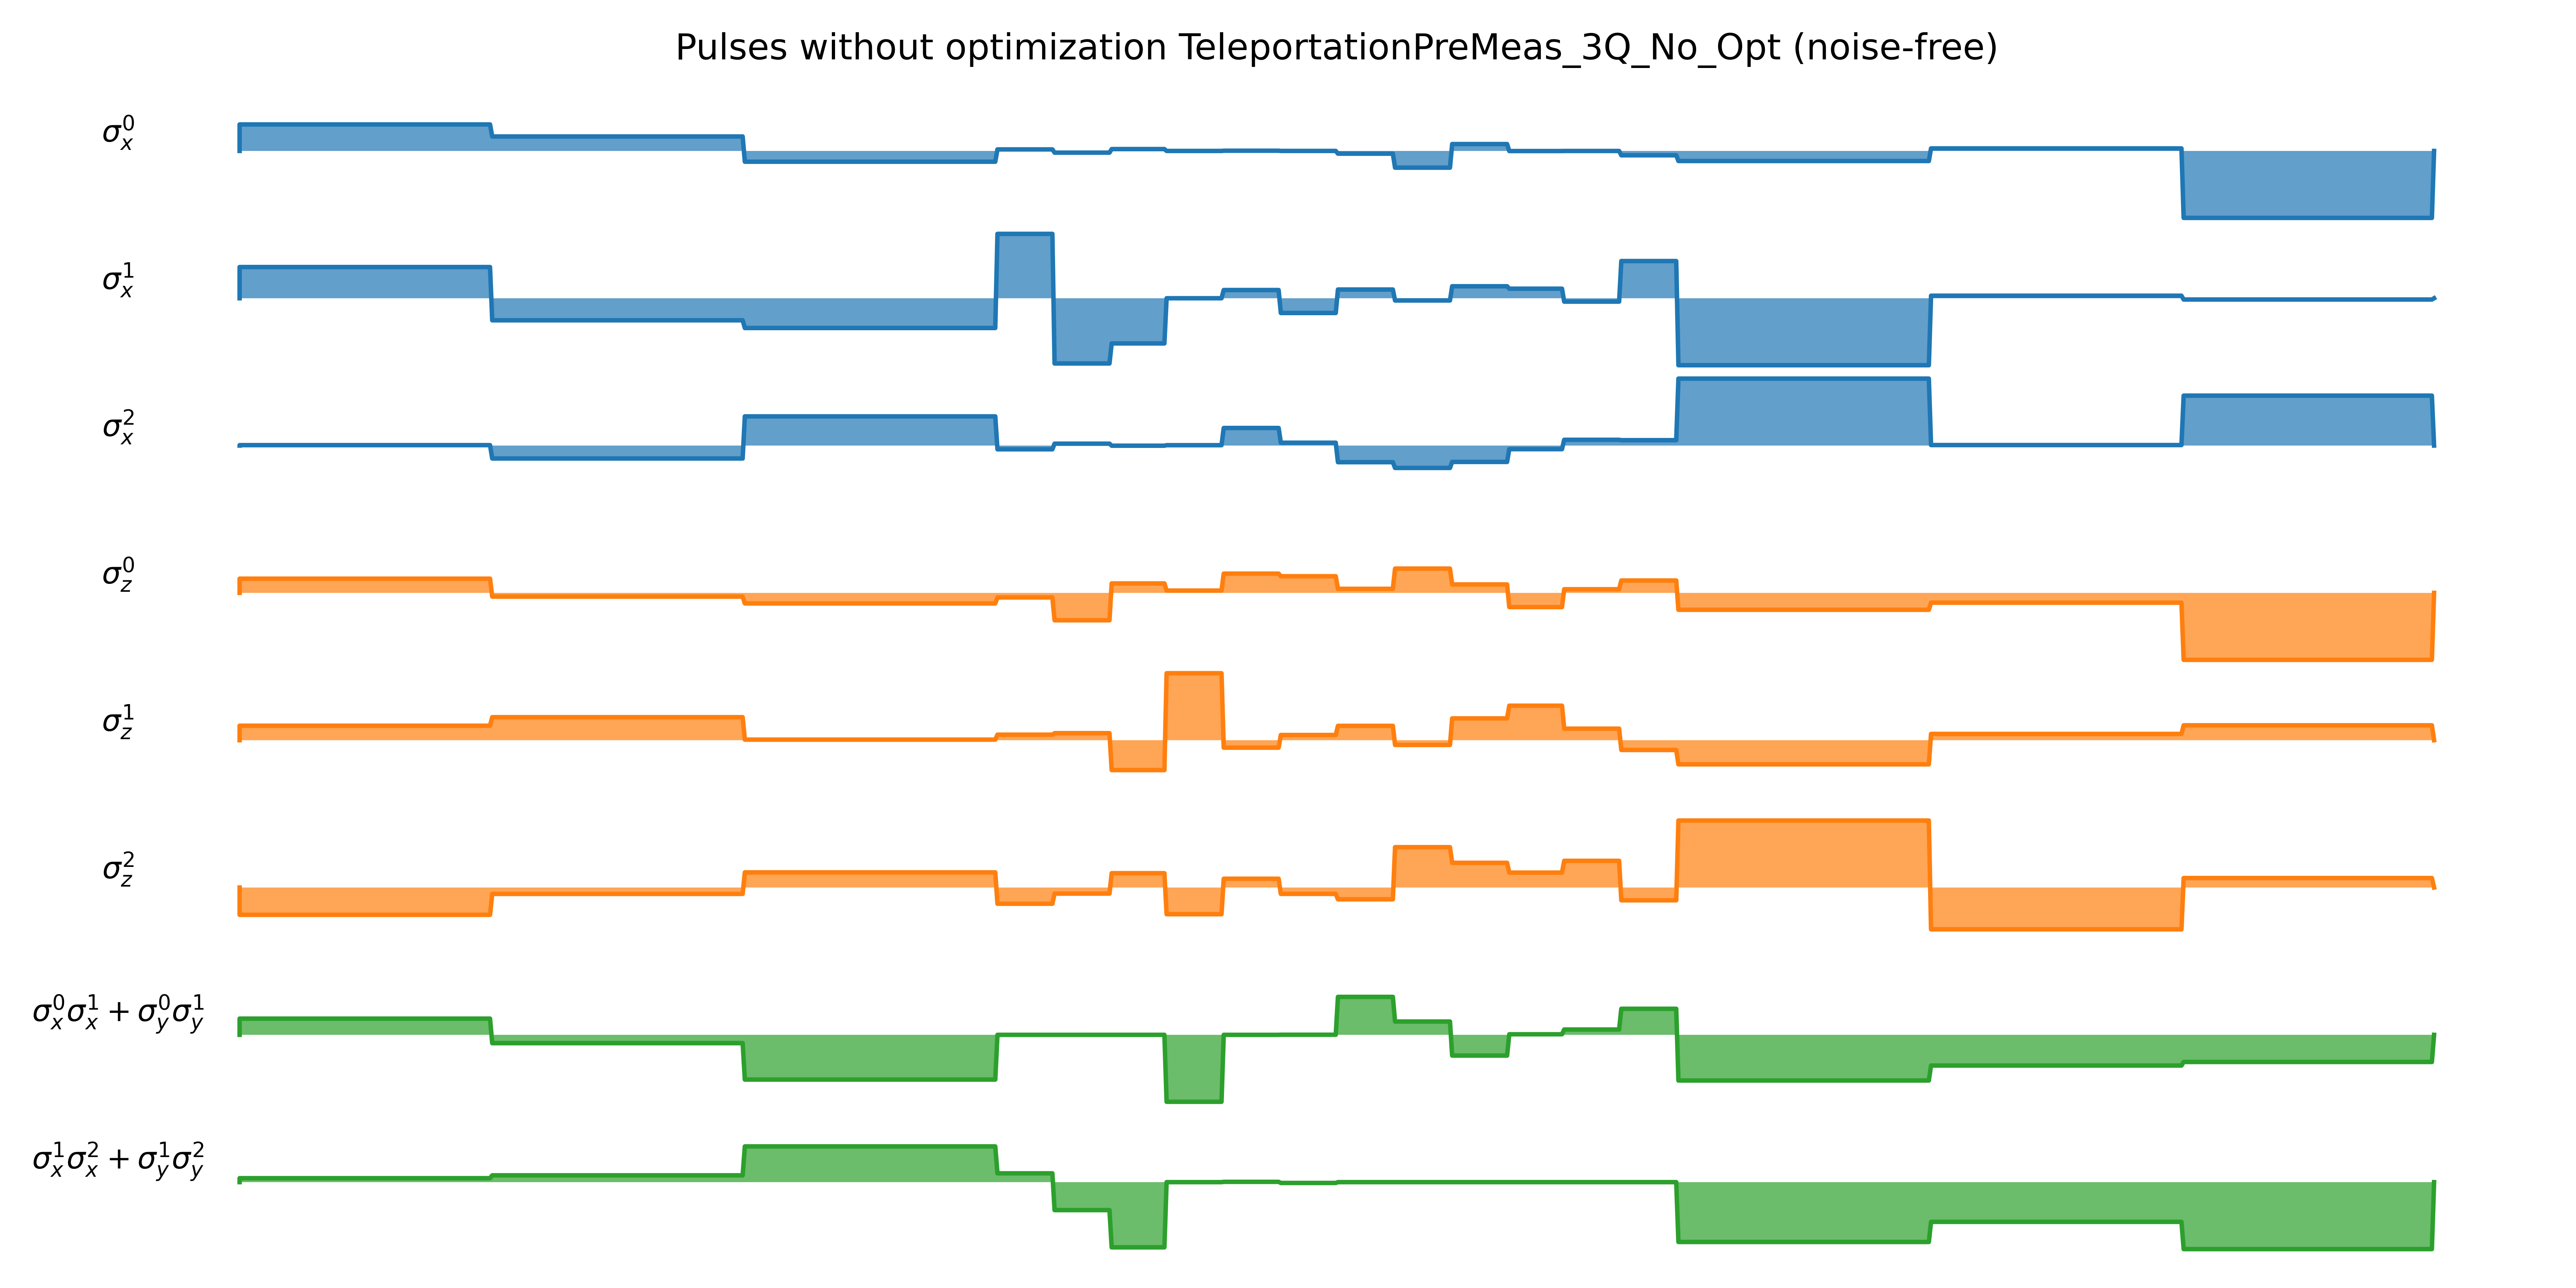 Pulses without optimization TeleportationPreMeas_3Q_No_Opt (noise-free)
σ_x^0
σ_x^1
σ_x^2
σ_z^0
σ_z^1
σ_z^2
σ_x^0σ_x^1 + σ_y^0σ_y^1
σ_x^1σ_x^2 + σ_y^1σ_y^2